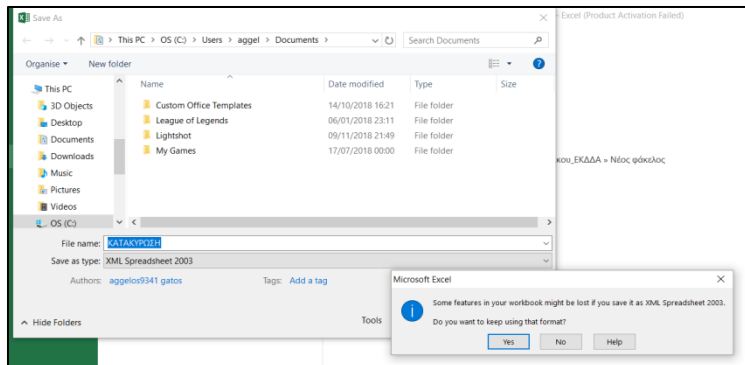 Save As
Excel (Product Activation Failed)
This PC > OS (C:) > Users > aggel > Documents >
Search Documents
Organise
New folder
Name
Date modified
Type
Size
This PC
3D Objects
Desktop
Documents
Downloads
Music
Pictures
Videos
OS (C:)
Custom Office Templates
14/10/2018 16:21
File folder
League of Legends
06/01/2018 23:11
File folder
Lightshot
09/11/2018 21:49
File folder
My Games
17/07/2018 00:00
File folder
κου_ΕΚΔΔΑ » Νέος φάκελος
File name:
ΚΑΤΑΚΥΡΩΣΗ
Save as type:
XML Spreadsheet 2003
Authors:
aggelos9341 gatos
Tags:
Add a tag
Hide Folders
Tools
Microsoft Excel
Some features in your workbook might be lost if you save it as XML Spreadsheet 2003.
Do you want to keep using that format?
Yes
No
Help